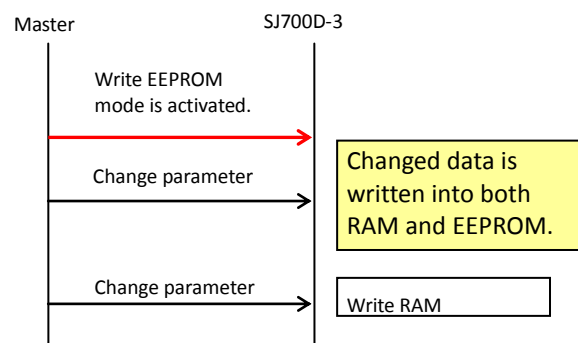 Master
SJ700D-3
Write EEPROM
mode is activated.
Changed data is
written into both
RAM and EEPROM.
Change parameter
Change parameter
Write RAM